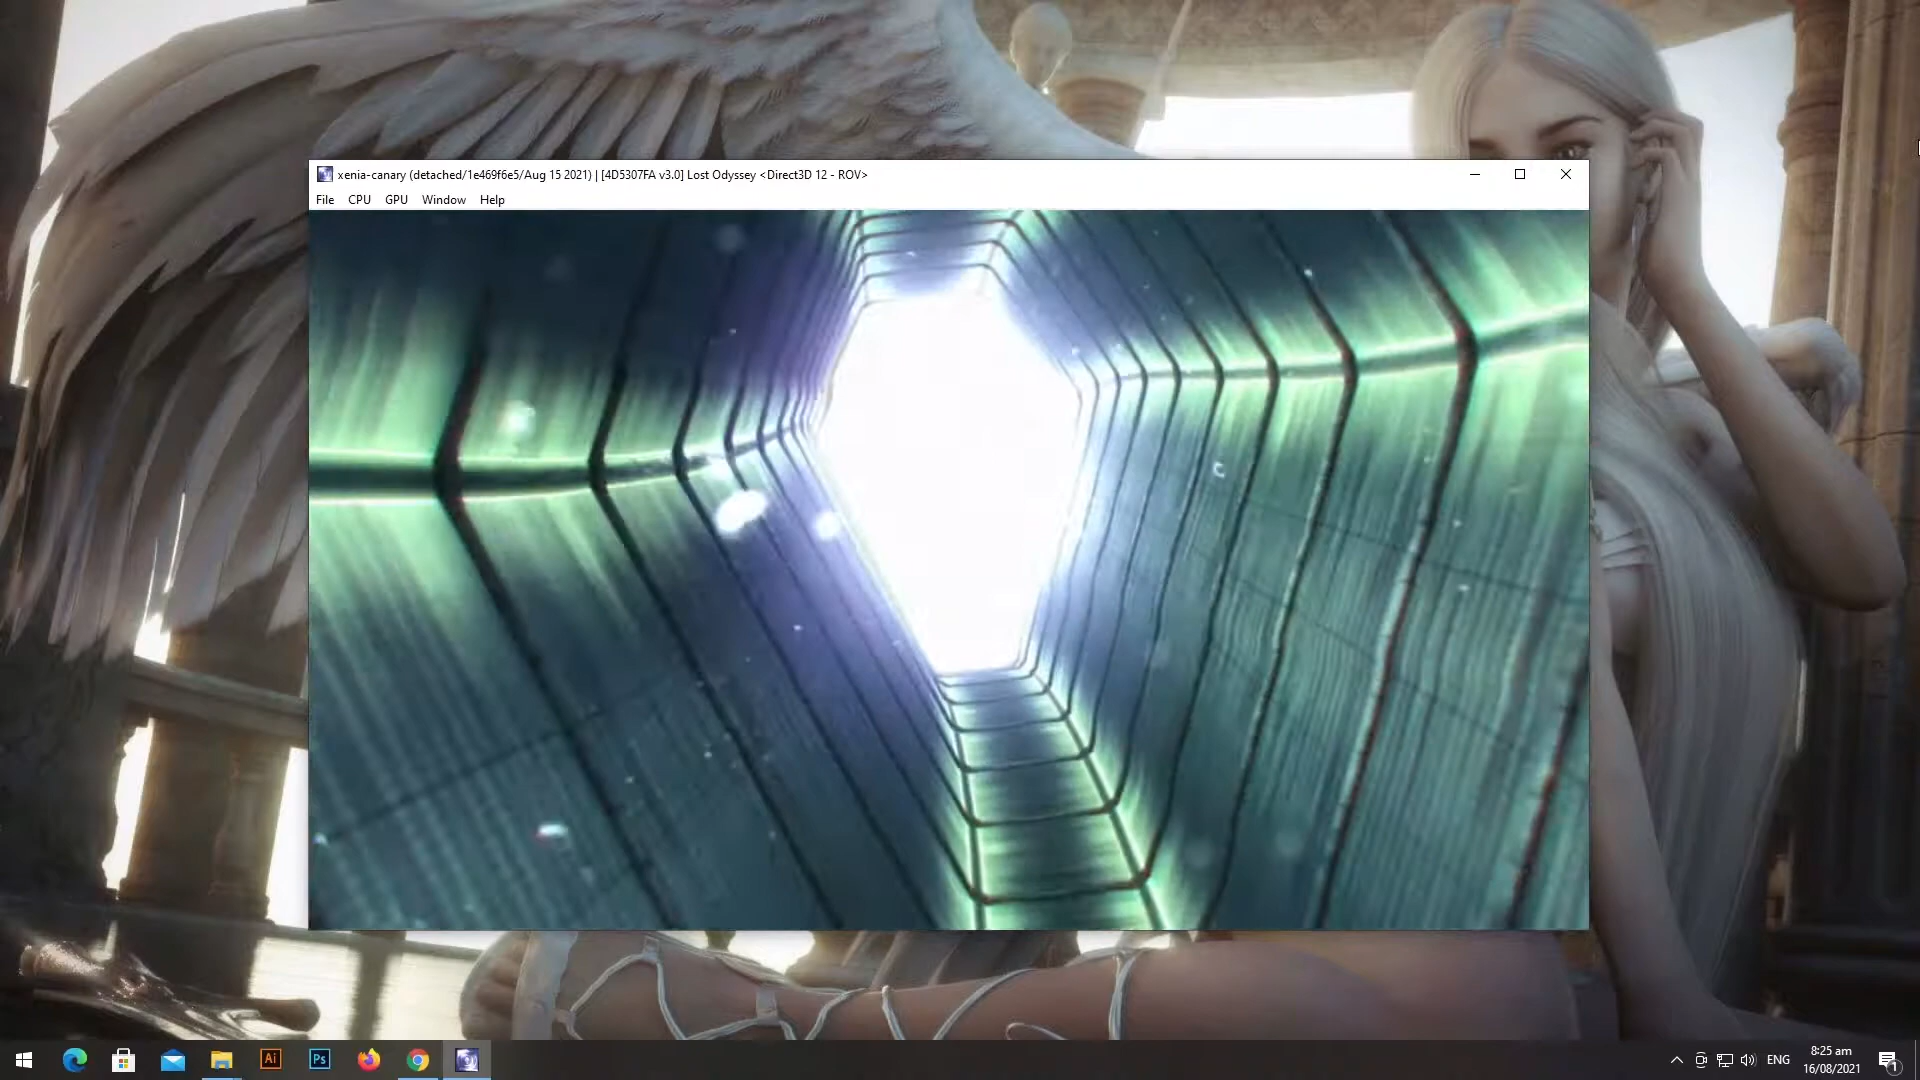 xenia-canary (detached/1e469f6e5/Aug 15 2021) | [4D5307FA v3.0] Lost Odyssey <Direct3D 12 - ROV>
File CPU GPU Window Help
Ai Ps
ENG
8:25 am
16/08/2021
1